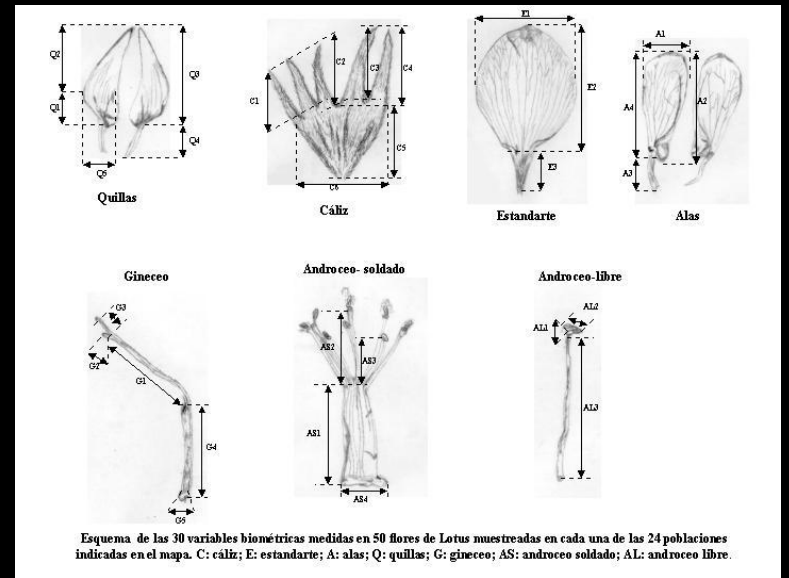 E1
A1
Q2
Q3
C2
C3
C4
E2
A4
A2
C1
Q1
Q4
C5
E3
A3
Q5
C6
Quillas
Cáliz
Estandarte
Alas
Gineceo
Androceo- soldado
Androceo-libre
G3
AL2
AL1
AS2
AS3
G2
G1
AL3
G4
AS1
AS4
G5
Esquema de las 30 variables biométricas medidas en 50 flores de Lotus muestreadas en cada una de las 24 poblaciones
indicadas en el mapa. C: cáliz; E: estandarte; A: alas; Q: quillas; G: gineceo; AS: androceo soldado; AL: androceo libre.